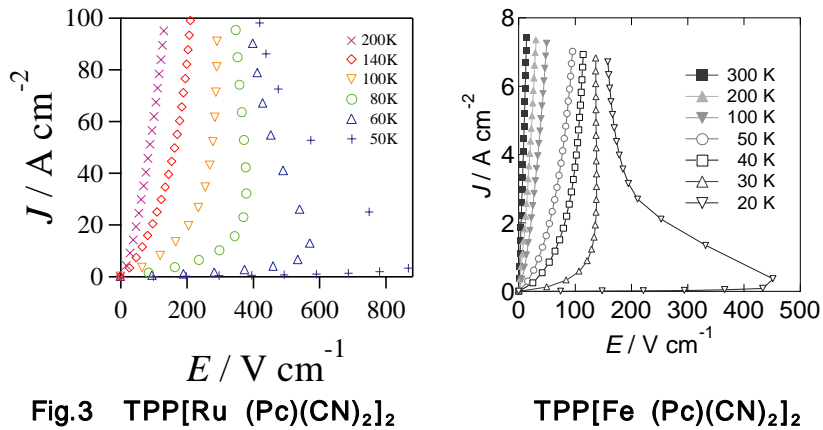 100
80
60
40
20
0
J / A cm-2
200K
140K
100K
80K
60K
50K
0
200
400
600
800
E / V cm-1
8
6
4
2
0
J / A cm-2
300 K
200 K
100 K
50 K
40 K
30 K
20 K
0
100
200
300
400
500
E / V cm-1
Fig.3 TPP[Ru (Pc)(CN)2]2
TPP[Fe (Pc)(CN)2]2